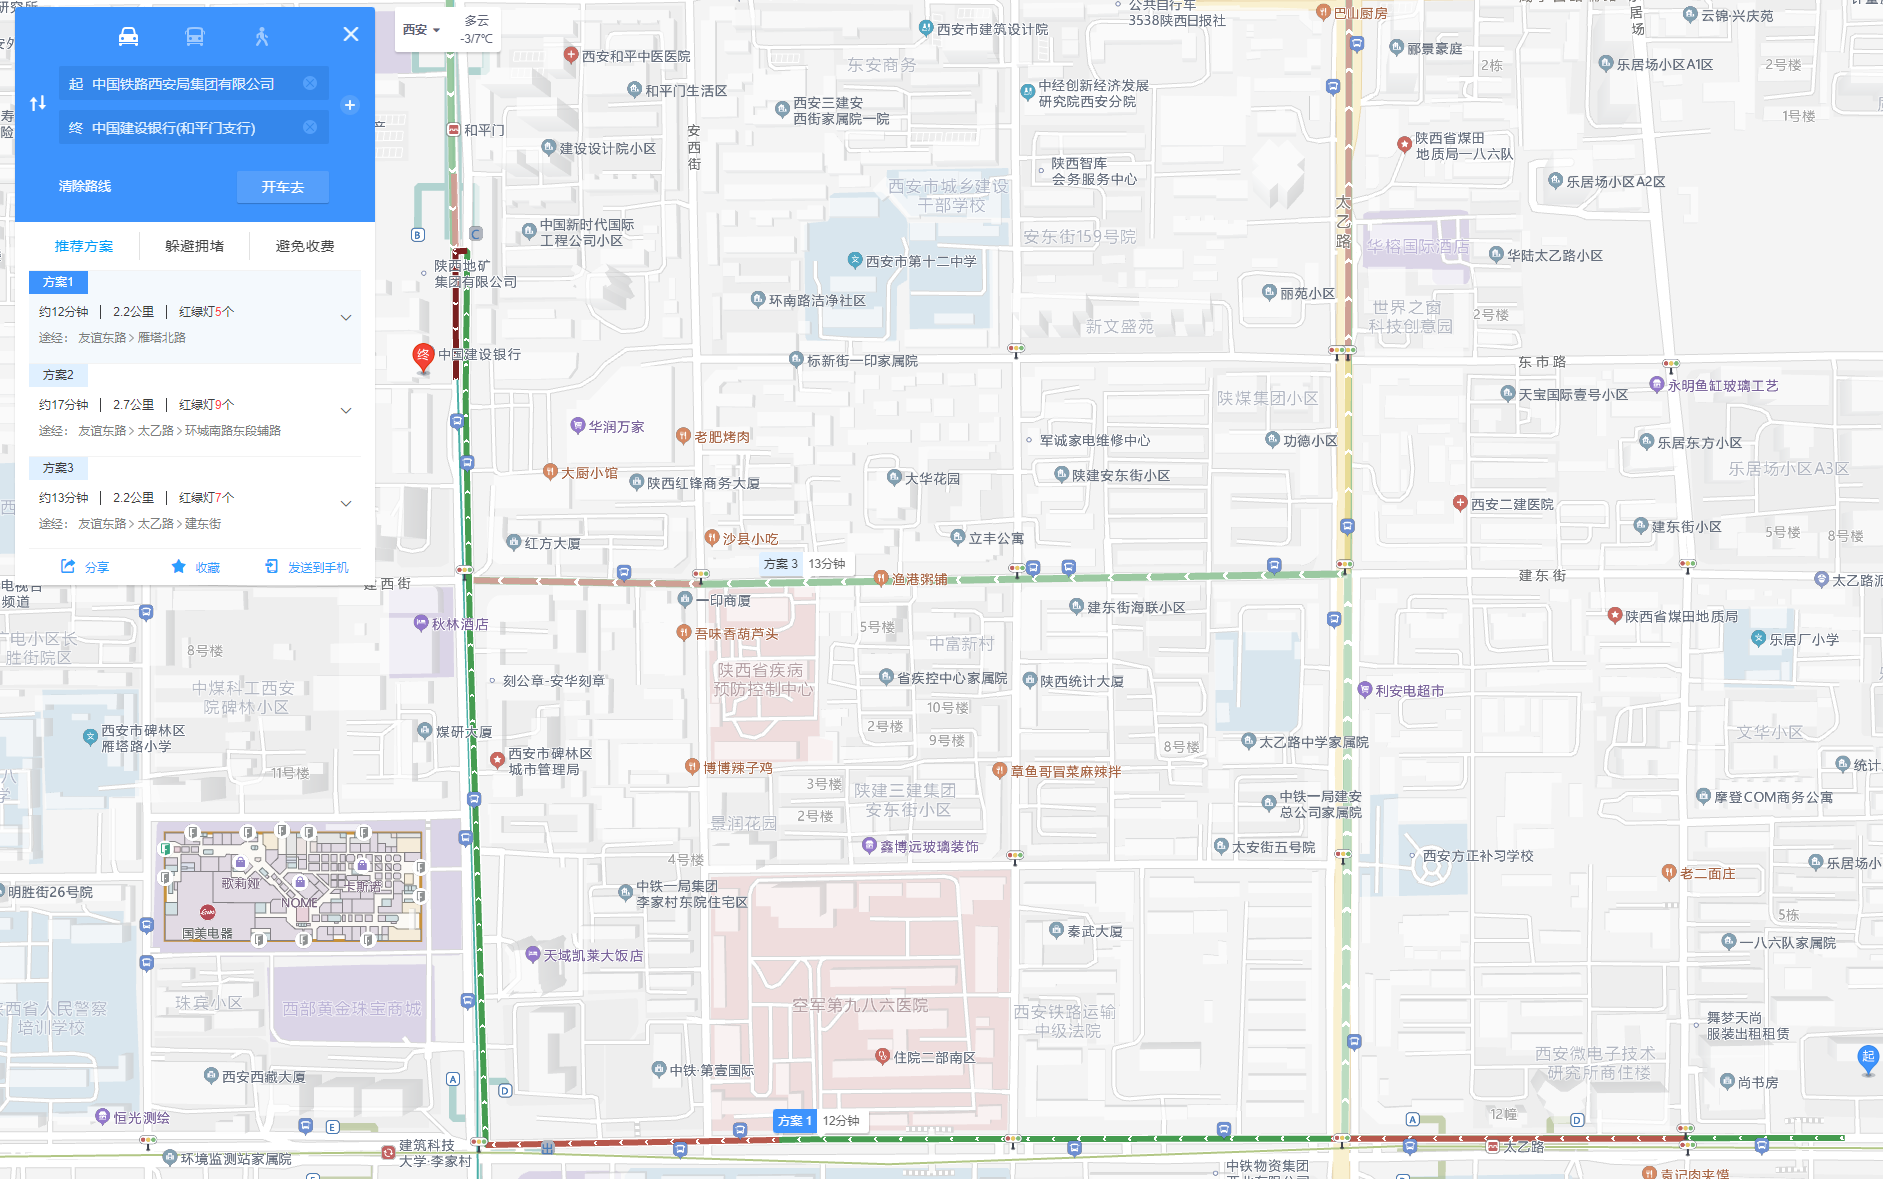 起 中国铁路西安局集团有限公司
终 中国建设银行(和平门支行)
清除路线
开车去
推荐方案
躲避拥堵
避免收费
方案1
约12分钟 | 2.2公里 | 红绿灯5个
途经： 友谊东路 > 雁塔北路
方案2
约17分钟 | 2.7公里 | 红绿灯9个
途经： 友谊东路 > 太乙路 > 环城南路东段辅路
方案3
约13分钟 | 2.2公里 | 红绿灯7个
途经： 友谊东路 > 太乙路 > 建东街
分享
收藏
发送到手机
西安
多云
-3/7℃
西安和平中医医院
西安市建筑设计院
公共自行车
3538陕西日报社
巴山厨房
云锦·兴庆苑
居
场
郦景豪庭
2栋
乐居场小区A1区
2号楼
东安商务
和平门生活区
西安三建安
西街家属院一院
中经创新经济发展
研究院西安分院
1号楼
和平门
安西街
建设设计院小区
陕西智库
会务服务中心
陕西省煤田
地质局一八六队
乐居场小区A2区
西安市城乡建设
干部学校
太乙路
B
C
中国新时代国际
工程公司小区
安东街159号院
华榕国际酒店
华陆太乙路小区
陕西地矿
集团有限公司
西安市第十二中学
环南路洁净社区
丽苑小区
世界之窗
科技创意园
2号楼
新文盛苑
终
中国建设银行
标新街一印家属院
东市路
永明鱼缸玻璃工艺
天宝国际壹号小区
陕煤集团小区
华润万家
老肥烤肉
军诚家电维修中心
功德小区
乐居东方小区
乐居场小区A3区
大厨小馆
陕西红锋商务大厦
大华花园
陕建安东街小区
西安二建医院
建东街小区
5号楼
8号楼
红方大厦
沙县小吃
立丰公寓
方案 3 13分钟
建西街
渔港粥铺
建东街
频道
一印商厦
建东街海联小区
陕西省煤田地质局
秋林酒店
吾味香葫芦头
5号楼
中富新村
乐居厂小学
8号楼
胜街院区
中煤科工西安
院碑林小区
刻公章-安华刻章
陕西省疾病
预防控制中心
省疾控中心家属院
陕西统计大厦
利安电超市
10号楼
西安市碑林区
雁塔路小学
煤研大厦
2号楼
9号楼
8号楼
太乙路中学家属院
文华小区
西安市碑林区
城市管理局
博博辣子鸡
章鱼哥冒菜麻辣拌
11号楼
3号楼
陕建三建集团
安东街小区
中铁一局建安
总公司家属院
摩登COM商务公寓
景润花园
2号楼
鑫博远玻璃装饰
太安街五号院
西安方正补习学校
4号楼
歌莉娅
卡斯诺
NOME
国美电器
明胜街26号院
中铁一局集团
李家村东院住宅区
老二面庄
5栋
秦武大厦
一八六队家属院
天域凯莱大饭店
珠宾小区
西部黄金珠宝商城
空军第九八六医院
西安铁路运输
中级法院
舞梦天尚
服装出租租赁
西省人民警察
培训学校
住院二部南区
西安微电子技术
研究所商住楼
起
尚书房
西安西藏大厦
中铁·第壹国际
A
D
恒光测绘
E
方案 1 12分钟
A
D
12幢
建筑科技
大学·李家村
太乙路
环境监测站家属院
中铁物资集团
袁记肉夹馍